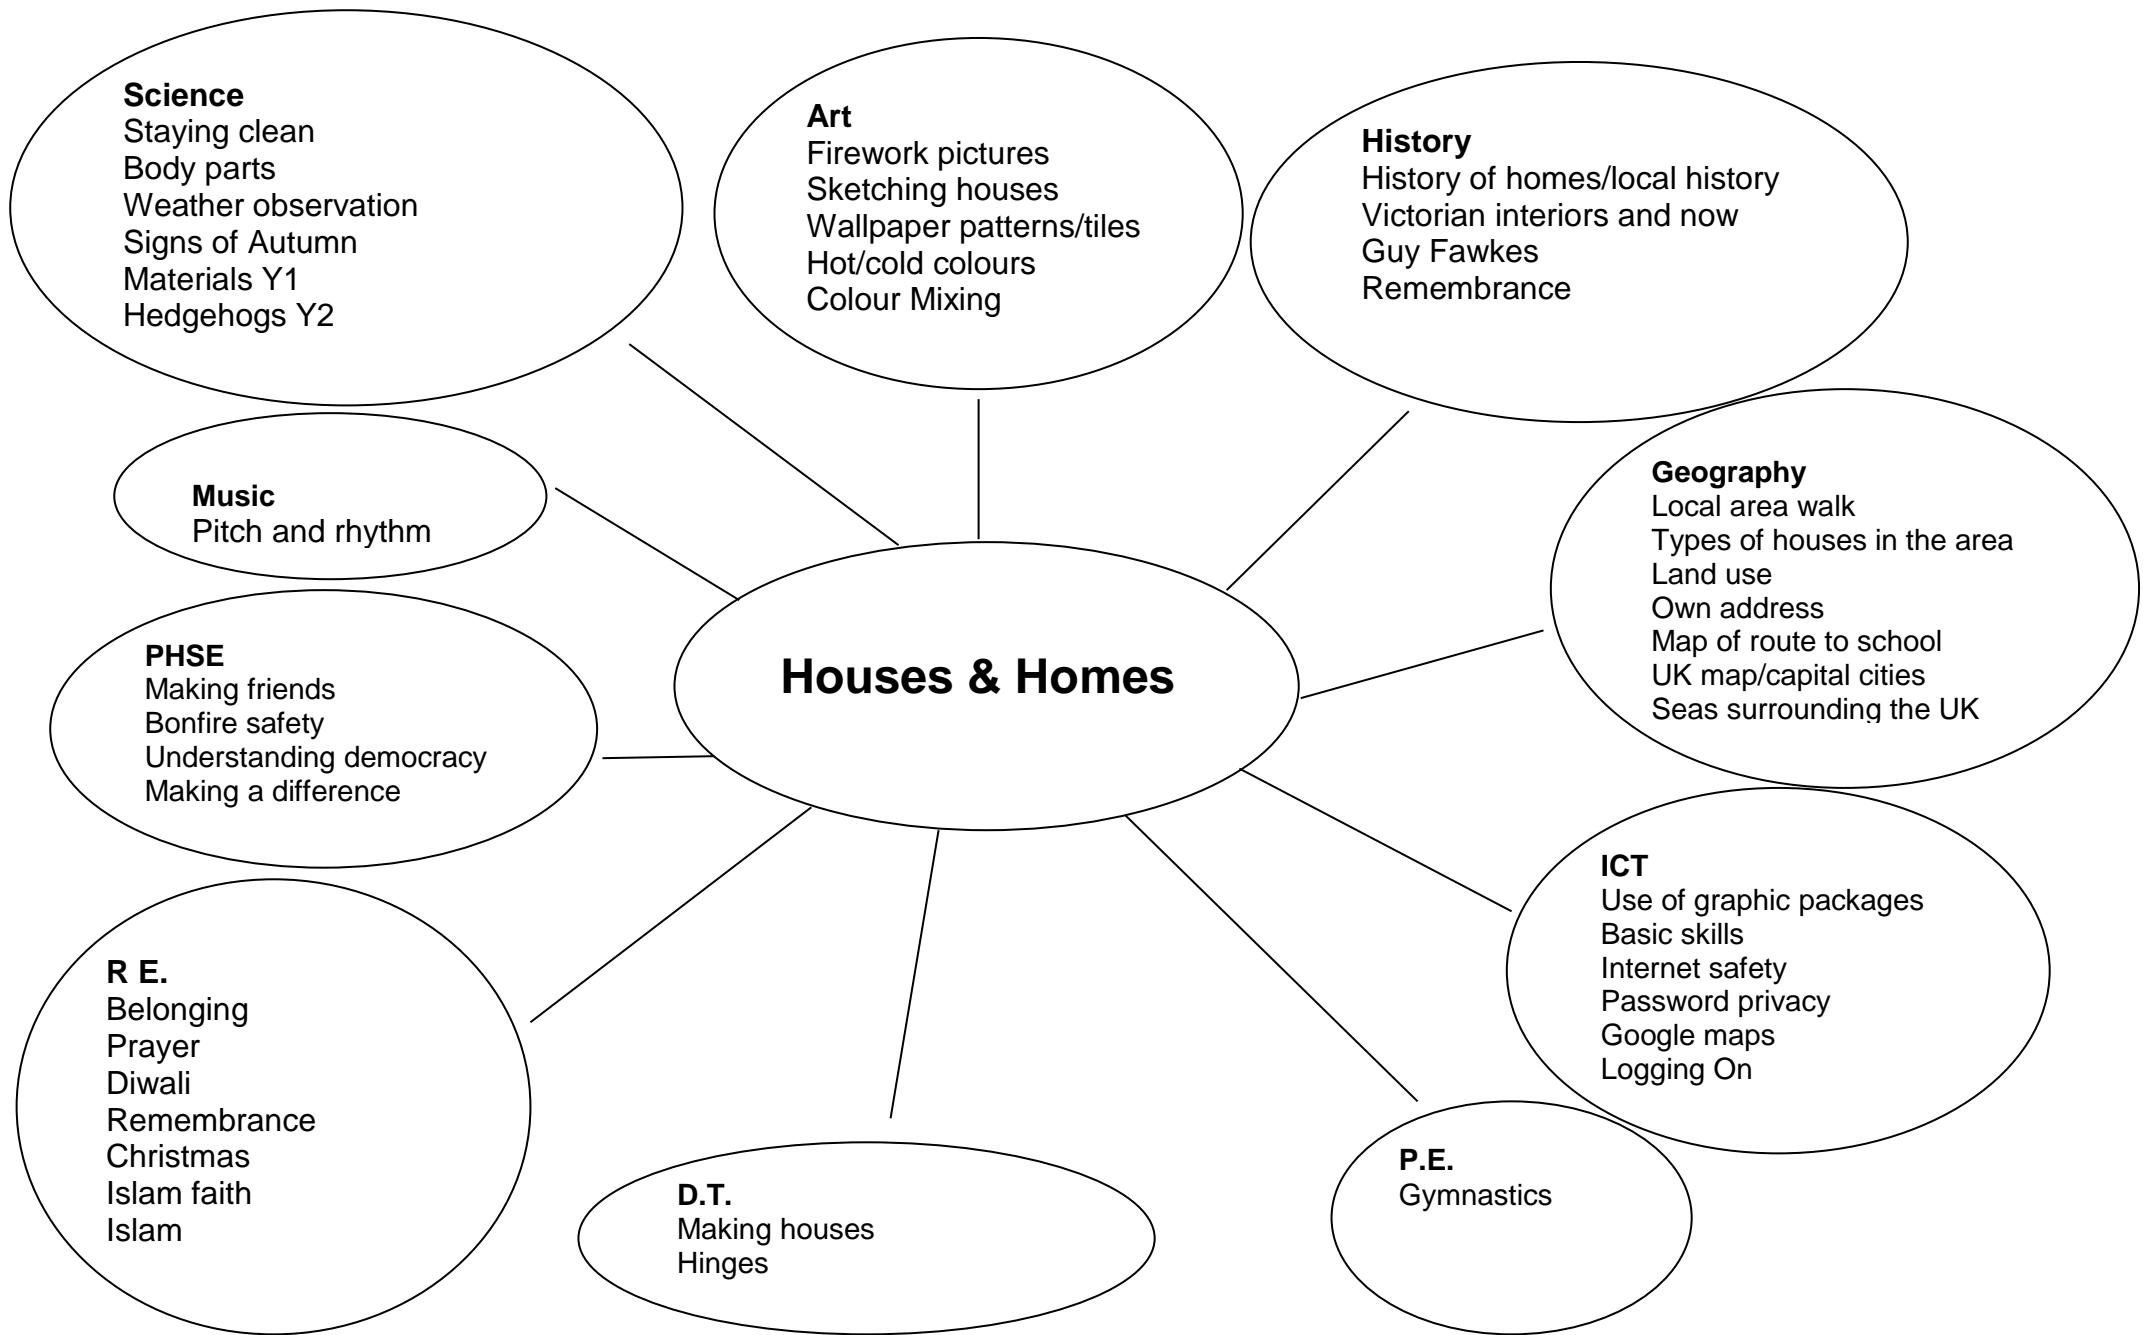 Science
Staying clean
Body parts
Weather observation
Signs of Autumn
Materials Y1
Hedgehogs Y2
Art
Firework pictures
Sketching houses
Wallpaper patterns/tiles
Hot/cold colours
Colour Mixing
History
History of homes/local history
Victorian interiors and now
Guy Fawkes
Remembrance
Music
Pitch and rhythm
Geography
Local area walk
Types of houses in the area
Land use
Own address
Map of route to school
UK map/capital cities
Seas surrounding the UK
Houses & Homes
PHSE
Making friends
Bonfire safety
Understanding democracy
Making a difference
ICT
Use of graphic packages
Basic skills
Internet safety
Password privacy
Google maps
Logging On
R E.
Belonging
Prayer
Diwali
Remembrance
Christmas
Islam faith
Islam
D.T.
Making houses
Hinges
P.E.
Gymnastics